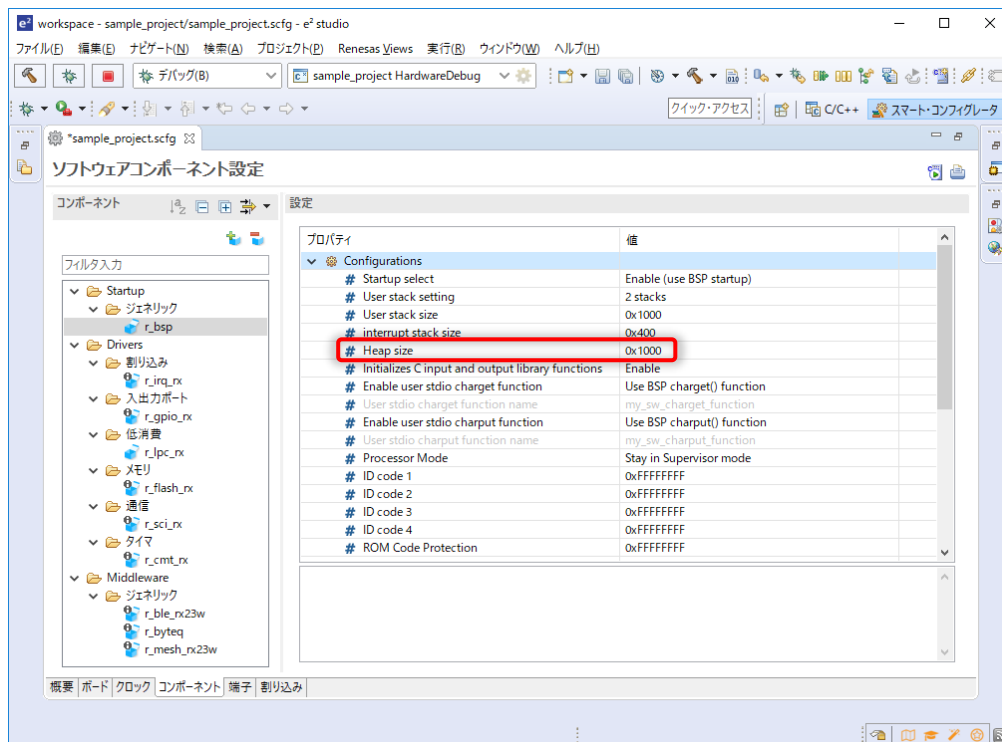 workspace - sample_project/sample_project.scfg - e² studio
ファイル(F) 編集(E) ナビゲート(N) 検索(A) プロジェクト(P) Renesas Views 実行(R) ウィンドウ(W) ヘルプ(H)
デバッグ(B) sample_project HardwareDebug
クイック・アクセス C/C++ スマート・コンフィグレータ
*sample_project.scfg
ソフトウェアコンポーネント設定
コンポーネント
設定
フィルタ入力
Startup
ジェネリック
r_bsp
Drivers
割り込み
r_irq_rx
入出力ポート
r_gpio_rx
低消費
r_lpc_rx
メモリ
r_flash_rx
通信
r_sci_rx
タイマ
r_cmt_rx
Middleware
ジェネリック
r_ble_rx23w
r_byteq
r_mesh_rx23w
プロパティ 値
Configurations
# Startup select Enable (use BSP startup)
# User stack setting 2 stacks
# User stack size 0x1000
# interrupt stack size 0x400
# Heap size 0x1000
# Initializes C input and output library functions Enable
# Enable user stdio charget function Use BSP charget() function
# User stdio charget function name my_sw_charget_function
# Enable user stdio charput function Use BSP charput() function
# User stdio charput function name my_sw_charput_function
# Processor Mode Stay in Supervisor mode
# ID code 1 0xFFFFFFFF
# ID code 2 0xFFFFFFFF
# ID code 3 0xFFFFFFFF
# ID code 4 0xFFFFFFFF
# ROM Code Protection 0xFFFFFFFF
概要 ボード クロック コンポーネント 端子 割り込み